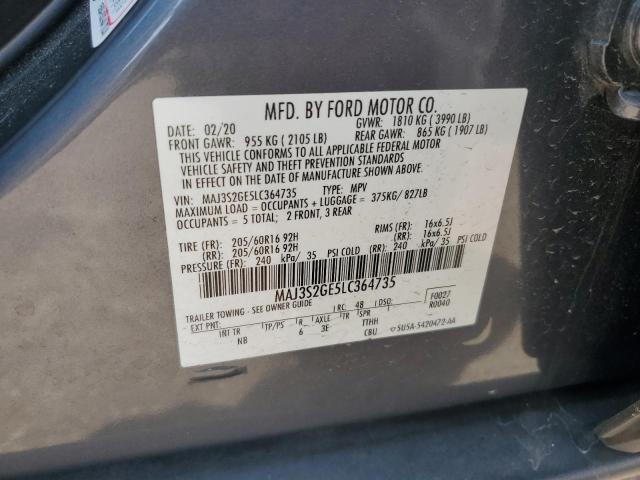 MFD. BY FORD MOTOR CO.
DATE: 02/20 GVWR: 1810 KG ( 3990 LB)
FRONT GAWR: 955 KG ( 2105 LB) REAR GAWR: 865 KG ( 1907 LB)
THIS VEHICLE CONFORMS TO ALL APPLICABLE FEDERAL MOTOR
VEHICLE SAFETY AND THEFT PREVENTION STANDARDS
IN EFFECT ON THE DATE OF MANUFACTURE SHOWN ABOVE.
VIN: MAJ3S2GE5LC364735 TYPE: MPV
MAXIMUM LOAD = OCCUPANTS + LUGGAGE = 375KG/ 827LB
OCCUPANTS = 5 TOTAL; 2 FRONT, 3 REAR
TIRE (FR): 205/60R16 92H RIMS (FR): 16x6.5J
(RR): 205/60R16 92H (RR): 16x6.5J
PRESSURE (FR): 240 kPa/ 35 PSI COLD (RR): 240 kPa/ 35 PSI COLD
MAJ3S2GE5LC364735
TRAILER TOWING - SEE OWNER GUIDE
EXT PNT: RC: 48 DSO: F0027
R0040
INT TR TP/PS R AXLE TR SPR
NB 6 3E TTHH
CBU